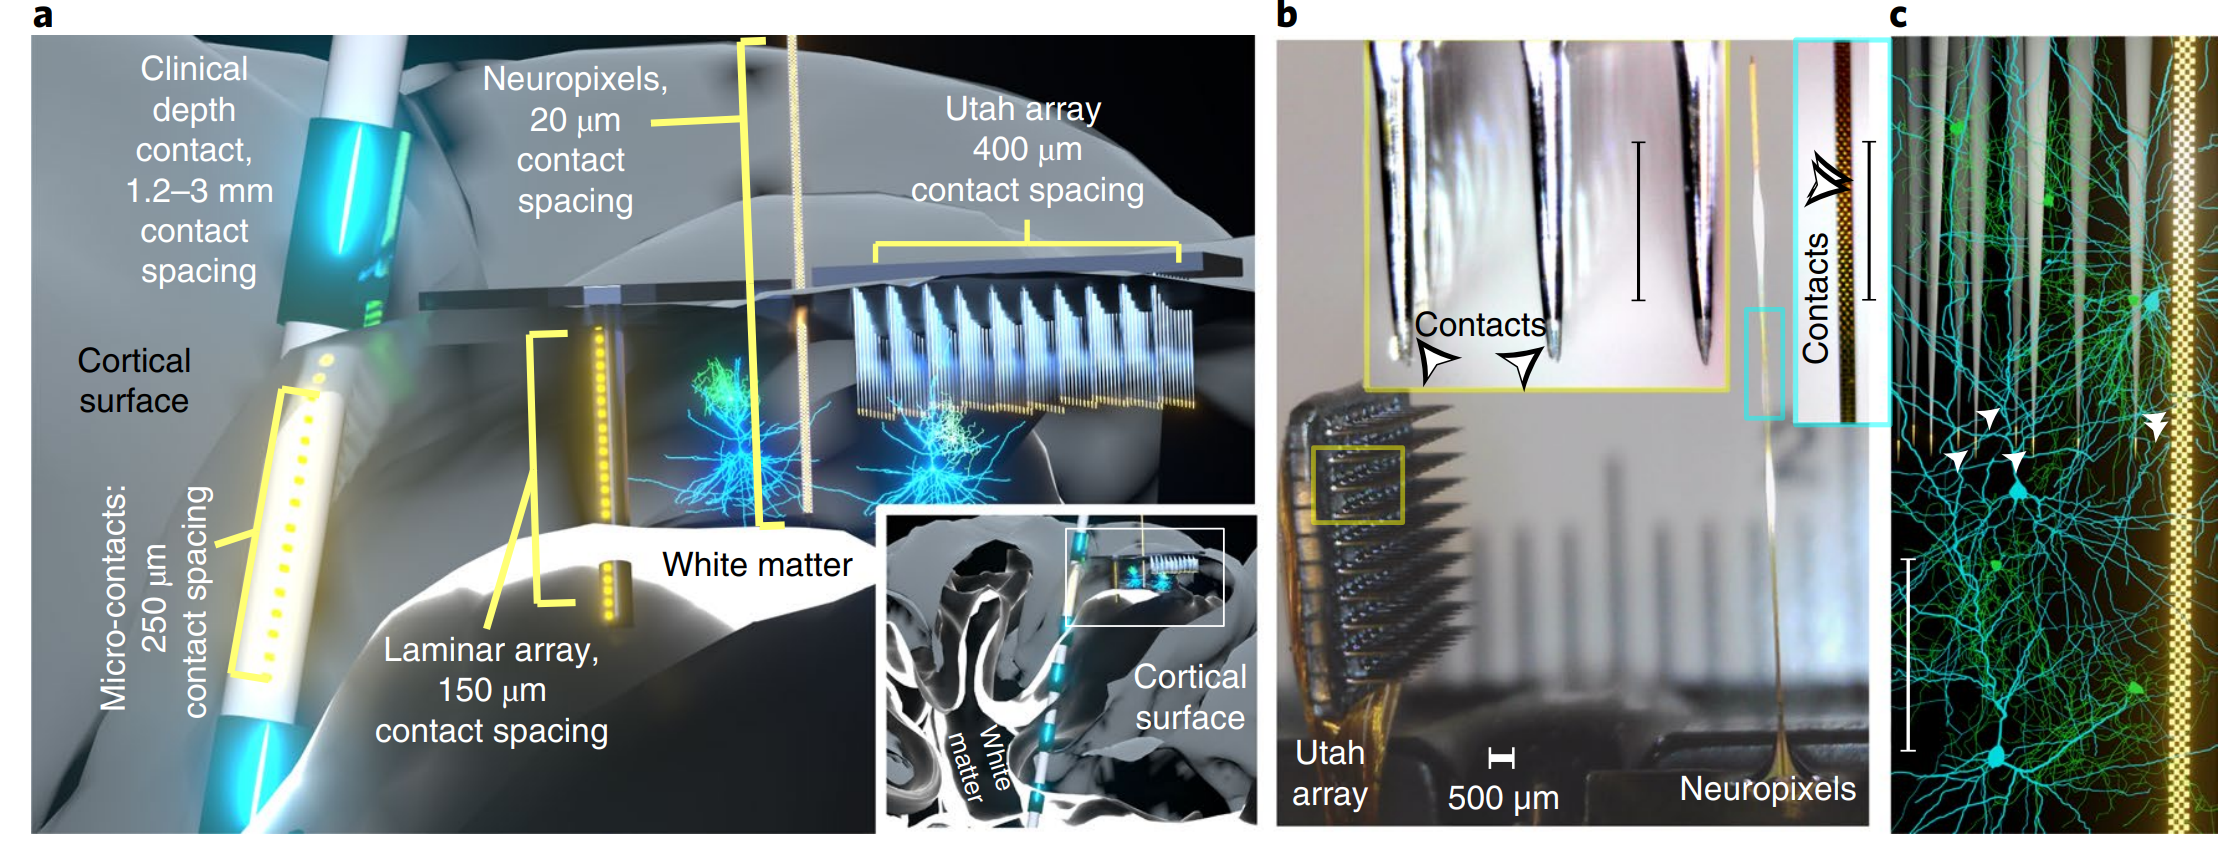 a
Clinical
depth
contact,
1.2–3 mm
contact
spacing
Neuropixels,
20 μm
contact
spacing
Utah array
400 μm
contact spacing
Cortical
surface
Micro-contacts:
250 μm
contact spacing
White matter
Laminar array,
150 μm
contact spacing
Cortical
surface
White
matter
b
Contacts
Contacts
2
Utah
array
500 μm
Neuropixels
c